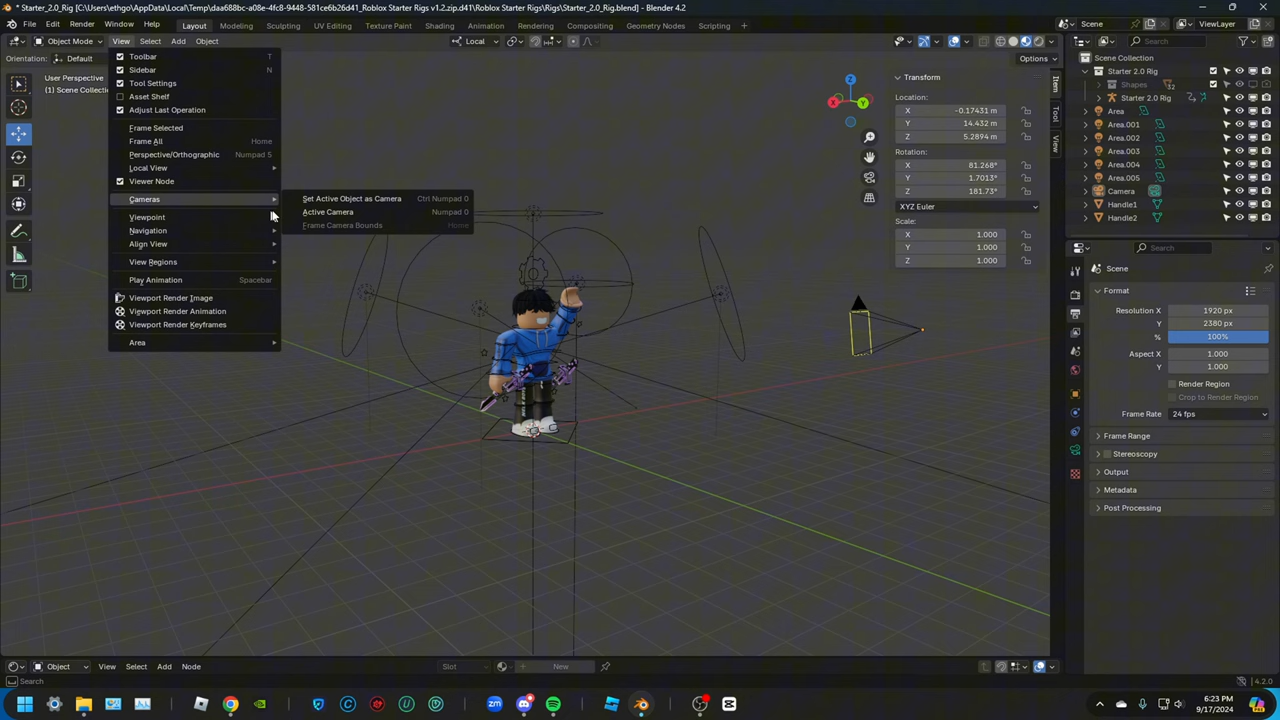 * Starter_2.0_Rig [C:\Users\ethgo\AppData\Local\Temp\daa688bc-a08e-4fc8-9448-581ce6b26d41_Roblox Starter Rigs v1.2.zip.d41\Roblox Starter Rigs\Rigs\Starter_2.0_Rig.blend] - Blender 4.2
File Edit Render Window Help Layout Modeling Sculpting UV Editing Texture Paint Shading Animation Rendering Compositing Geometry Nodes Scripting + Scene ViewLayer
Object Mode View Select Add Object Local Search
Orientation: Default Options
User Perspective
(1) Scene Collecti
Toolbar T
Sidebar N
Tool Settings
Asset Shelf
Adjust Last Operation
Frame Selected
Frame All Home
Perspective/Orthographic Numpad 5
Local View
Viewer Node
Cameras
Viewpoint
Navigation
Align View
View Regions
Play Animation Spacebar
Viewport Render Image
Viewport Render Animation
Viewport Render Keyframes
Area
Set Active Object as Camera Ctrl Numpad 0
Active Camera Numpad 0
Frame Camera Bounds Home
Z
X
Y
Transform
Location:
X -0.17431 m
Y 14.432 m
Z 5.2894 m
Rotation:
X 81.268°
Y 1.7013°
Z 181.73°
XYZ Euler
Scale:
X 1.000
Y 1.000
Z 1.000
Item
Tool
View
Scene Collection
Starter 2.0 Rig
Shapes 32
Starter 2.0 Rig
Area
Area.001
Area.002
Area.003
Area.004
Area.005
Camera
Handle1
Handle2
Search
Scene
Format
Resolution X 1920 px
Y 2380 px
% 100%
Aspect X 1.000
Y 1.000
Render Region
Crop to Render Region
Frame Rate 24 fps
Frame Range
Stereoscopy
Output
Metadata
Post Processing
Object View Select Add Node Slot New
Search 4.2.0
zm
6:23 PM
9/17/2024